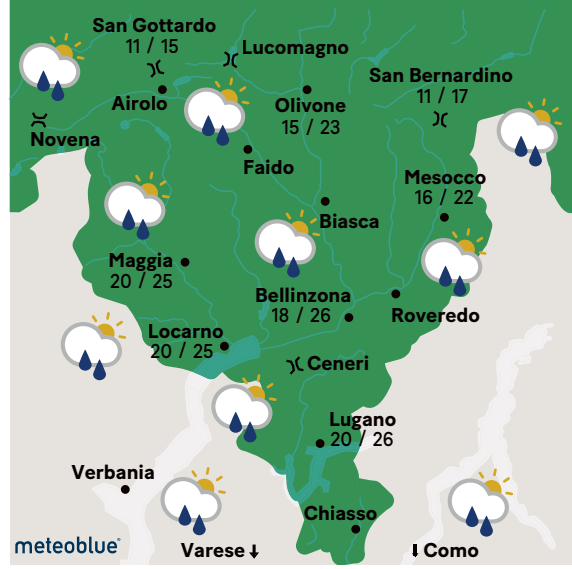 San Gottardo
11 / 15
Lucomagno
San Bernardino
11 / 17
Airolo
Olivone
15 / 23
Novena
Faido
Mesocco
16 / 22
Biasca
Maggia
20 / 25
Bellinzona
18 / 26
Roveredo
Locarno
20 / 25
Ceneri
Lugano
20 / 26
Verbania
Chiasso
meteoblue®
Varese
Como